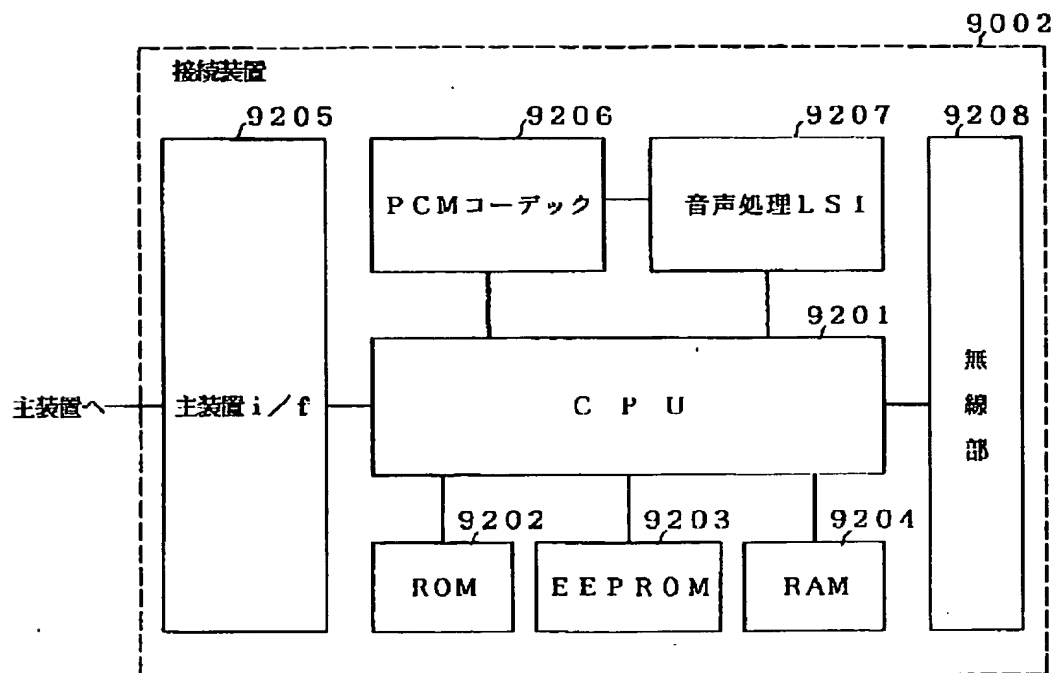 9002
接続装置
9205
9206
9207
9208
PCMコーデック
音声処理LSI
9201
主装置へ
主装置i/f
CPU
無線部
9202
9203
9204
ROM
EEPROM
RAM